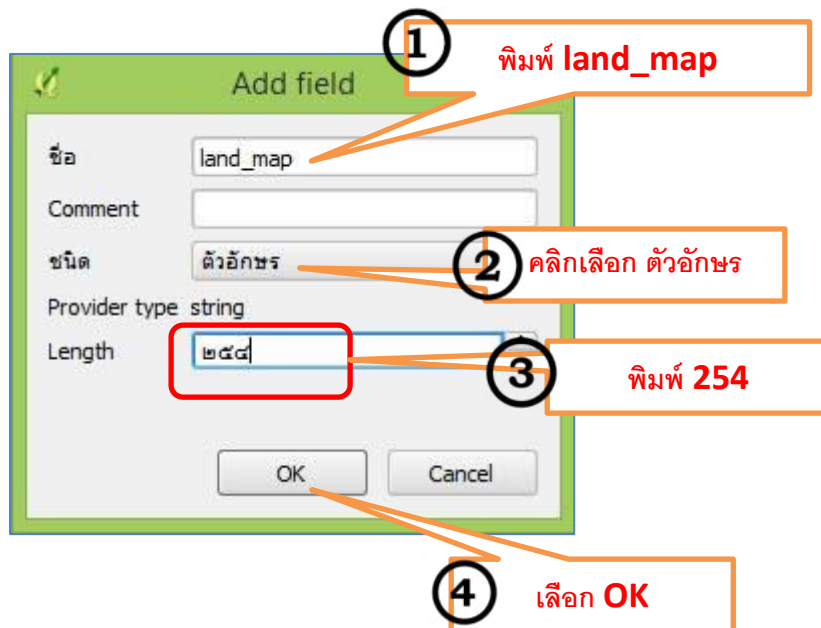 1
พิมพ์ land_map
Add field
ชื่อ land_map
Comment
ชนิด ตัวอักษร
2
คลิกเลือก ตัวอักษร
Provider type string
Length ๒๕๔
3
พิมพ์ 254
OK Cancel
4
เลือก OK